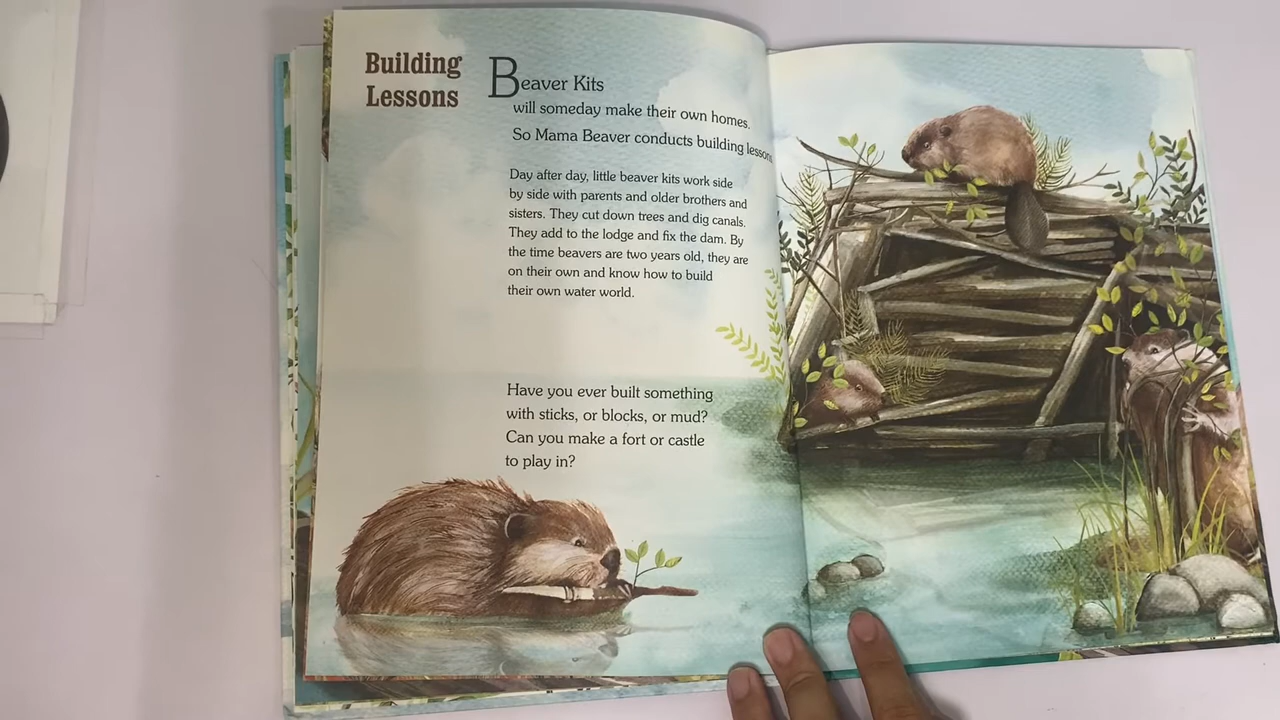 Building
Lessons
Beaver Kits
will someday make their own homes.
So Mama Beaver conducts building lessons
Day after day, little beaver kits work side
by side with parents and older brothers and
sisters. They cut down trees and dig canals.
They add to the lodge and fix the dam. By
the time beavers are two years old, they are
on their own and know how to build
their own water world.
Have you ever built something
with sticks, or blocks, or mud?
Can you make a fort or castle
to play in?